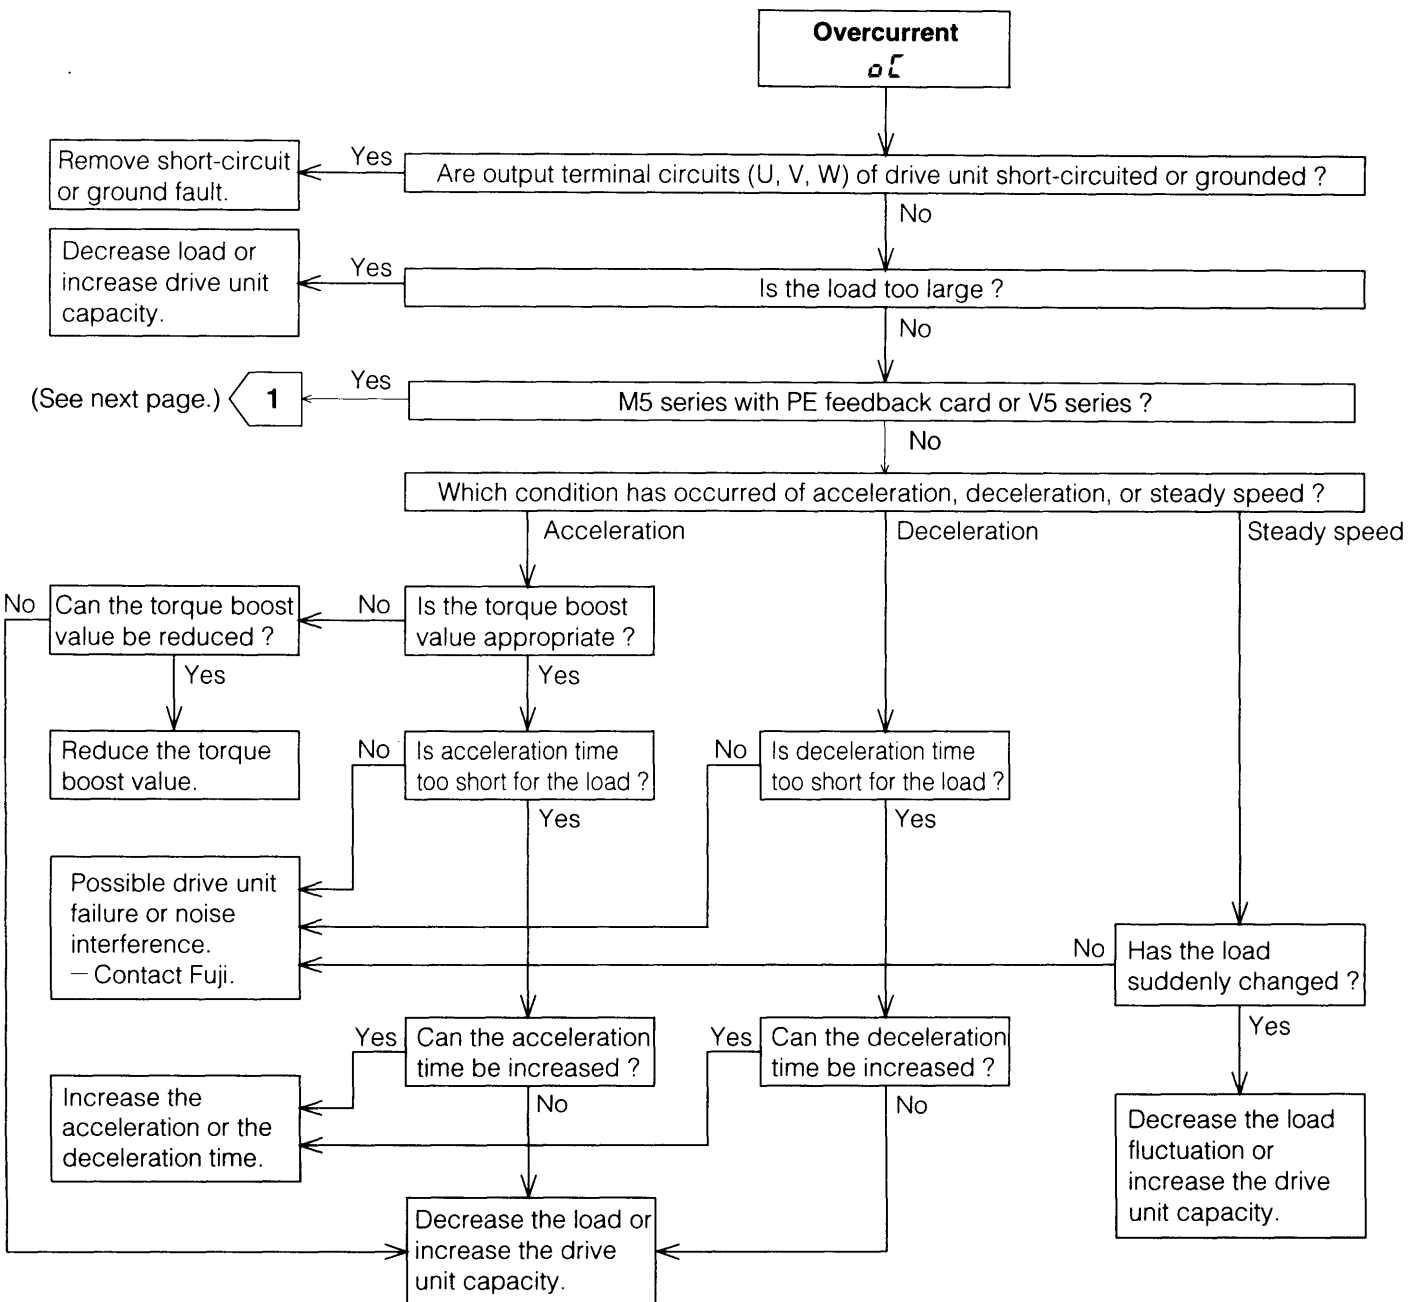 Overcurrent
oC
Remove short-circuit
or ground fault.
Yes
Are output terminal circuits (U, V, W) of drive unit short-circuited or grounded ?
No
Decrease load or
increase drive unit
capacity.
Yes
Is the load too large ?
No
(See next page.)
1
Yes
M5 series with PE feedback card or V5 series ?
No
Which condition has occurred of acceleration, deceleration, or steady speed ?
Acceleration
Deceleration
Steady speed
No
Can the torque boost
value be reduced ?
No
Is the torque boost
value appropriate ?
Yes
Yes
Reduce the torque
boost value.
No
Is acceleration time
too short for the load ?
No
Is deceleration time
too short for the load ?
Yes
Yes
Possible drive unit
failure or noise
interference.
— Contact Fuji.
No
Has the load
suddenly changed ?
Yes
Yes
Can the acceleration
time be increased ?
Yes
Can the deceleration
time be increased ?
No
No
Increase the
acceleration or the
deceleration time.
Decrease the load
fluctuation or
increase the drive
unit capacity.
Decrease the load or
increase the drive
unit capacity.